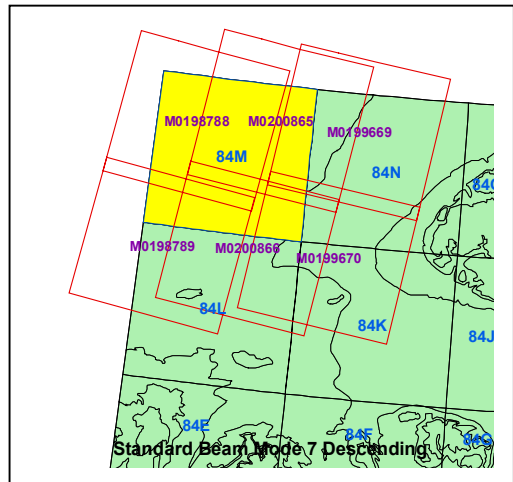 M0198788 M0200865 M0199669
84M
84N
84O
M0198789 M0200866 M0199670
84L
84K
84J
84E
84F
84G
Standard Beam Mode 7 Descending